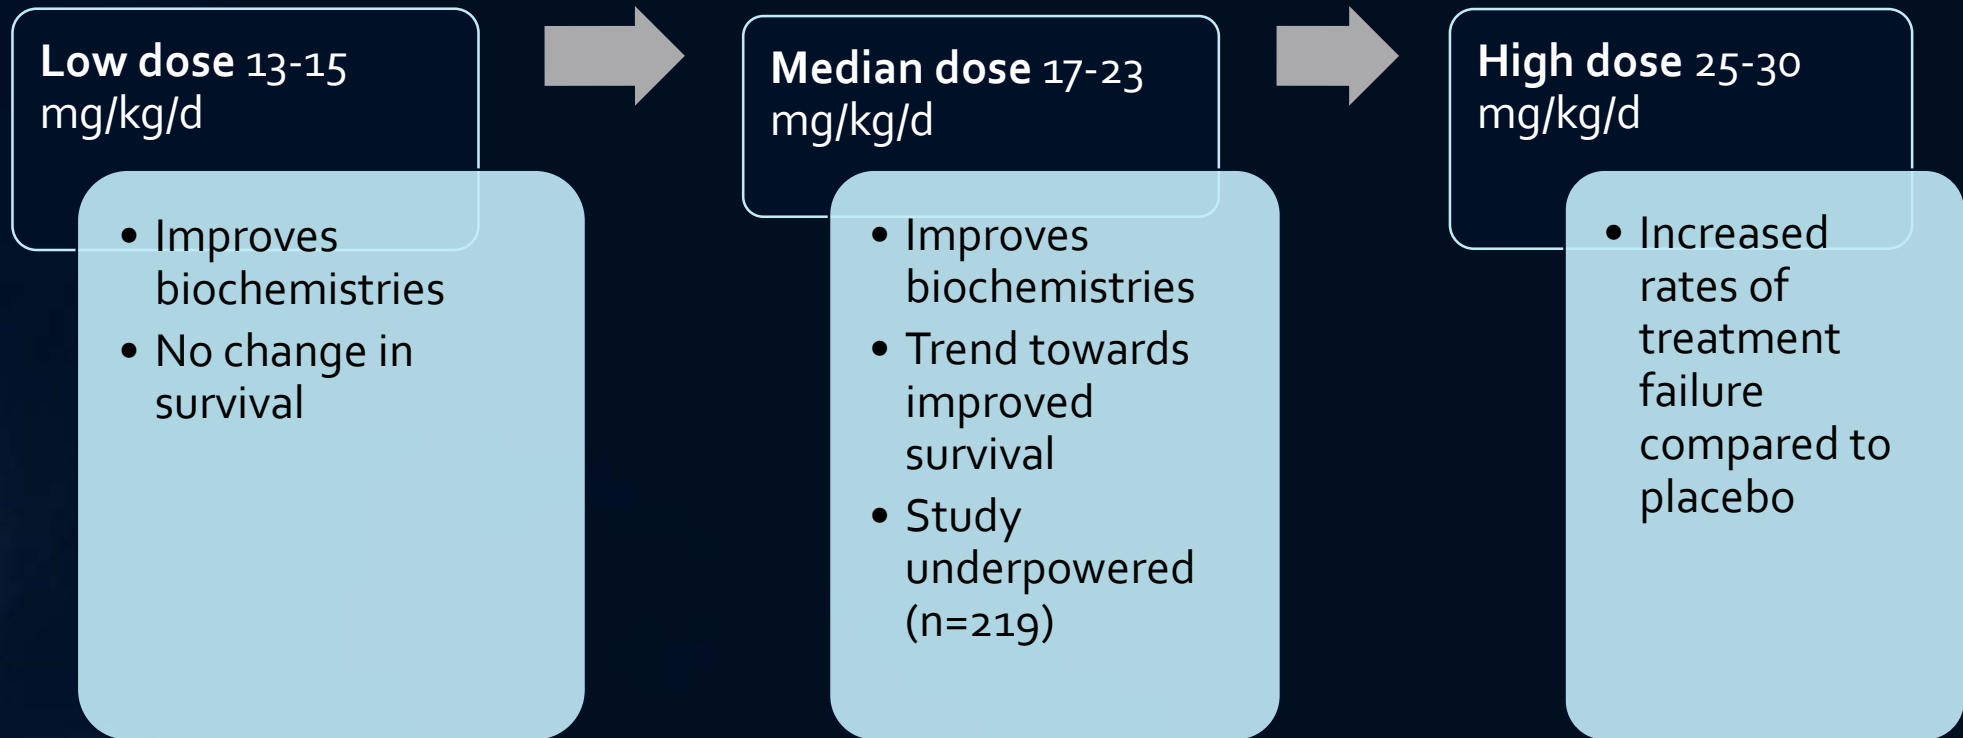 Low dose 13-15
mg/kg/d
• Improves
biochemistries
• No change in
survival
Median dose 17-23
mg/kg/d
• Improves
biochemistries
• Trend towards
improved
survival
• Study
underpowered
(n=219)
High dose 25-30
mg/kg/d
• Increased
rates of
treatment
failure
compared to
placebo